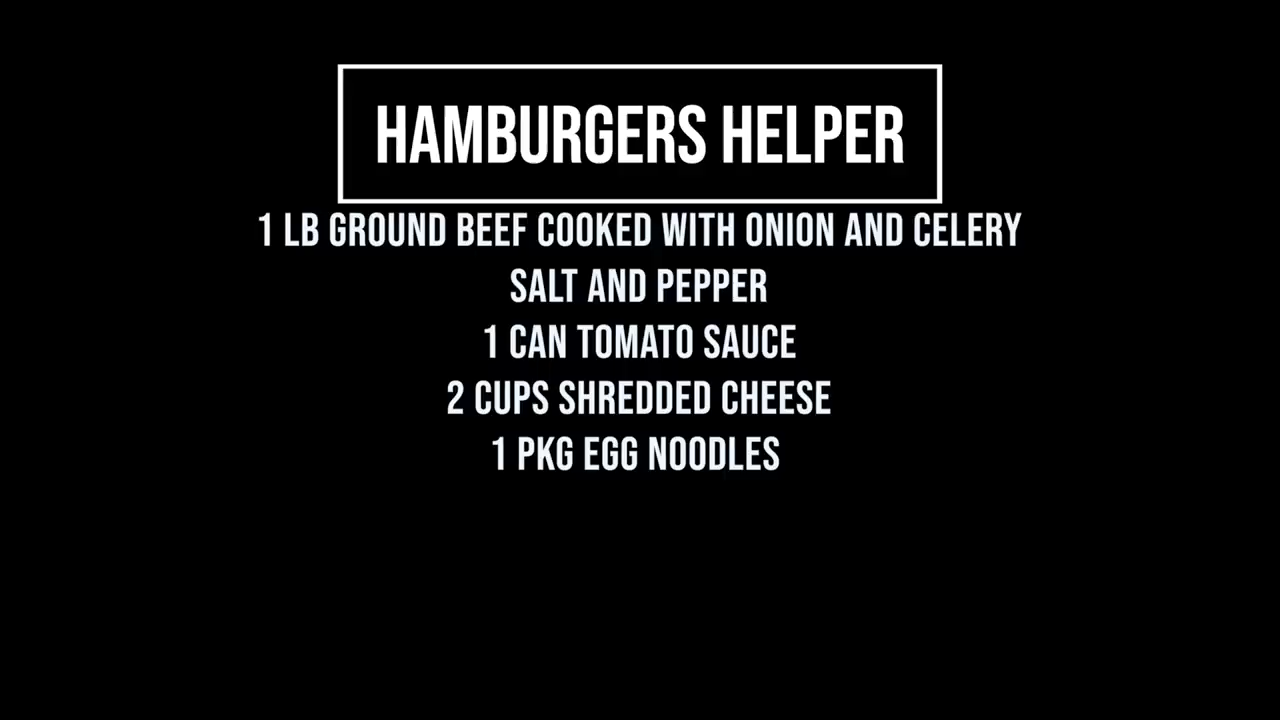 HAMBURGERS HELPER
1 LB GROUND BEEF COOKED WITH ONION AND CELERY
SALT AND PEPPER
1 CAN TOMATO SAUCE
2 CUPS SHREDDED CHEESE
1 PKG EGG NOODLES